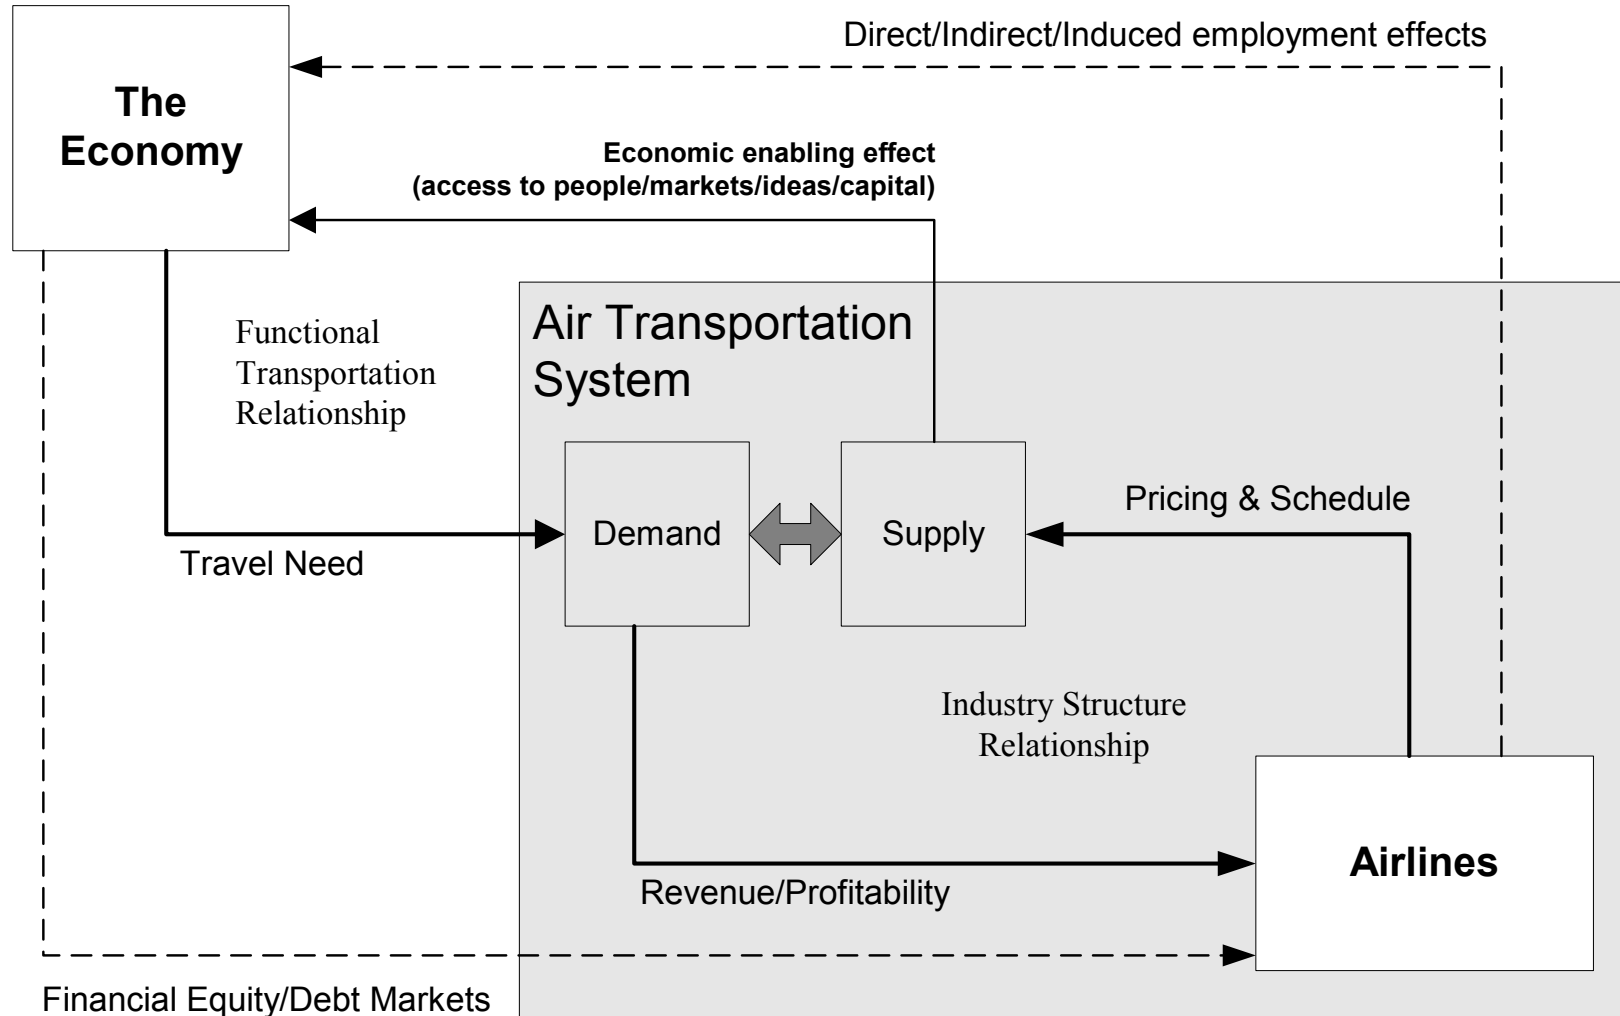 Direct/Indirect/Induced employment effects
The
Economy
Economic enabling effect
(access to people/markets/ideas/capital)
Functional
Transportation
Relationship
Air Transportation
System
Demand
Supply
Pricing & Schedule
Travel Need
Industry Structure
Relationship
Airlines
Revenue/Profitability
Financial Equity/Debt Markets